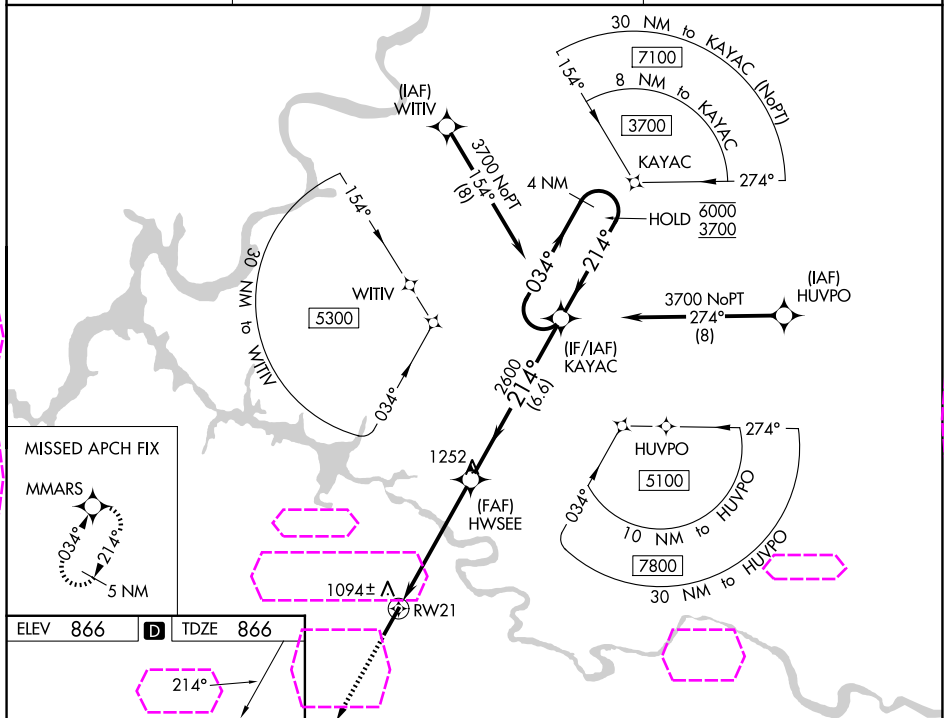 30 NM to KAYAC (NoPT)
7100
8 NM to KAYAC
3700
154°
KAYAC
274°
(IAF)
WITIV
3700 NoPT
154°
(8)
4 NM
HOLD 6000
3700
034°
214°
154°
30 NM to WITIV
WITIV
5300
034°
(IAF)
HUVPO
3700 NoPT
274°
(8)
(IF/IAF)
KAYAC
2600
214°
(6.6)
274°
HUVPO
5100
034°
10 NM to HUVPO
7800
30 NM to HUVPO
1252
(FAF)
HWSEE
MISSED APCH FIX
MMARS
034°
214°
5 NM
1094±
RW21
ELEV 866 D TDZE 866
214°